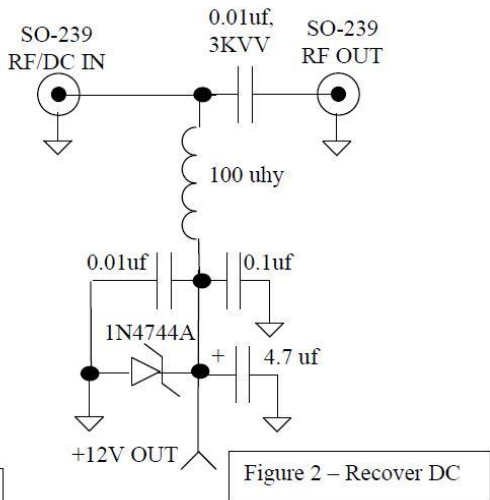 SO-239
RF/DC IN
0.01uf,
3KVV
SO-239
RF OUT
100 uhy
0.01uf
0.1uf
1N4744A
+
4.7 uf
+12V OUT
Figure 2 – Recover DC